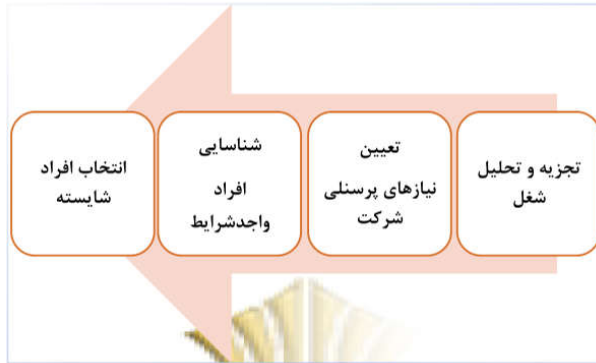 تجزیه و تحلیل
شغل
تعیین
نیازهای پرسنلی
شرکت
شناسایی
افراد
واجدشرایط
انتخاب افراد
شایسته